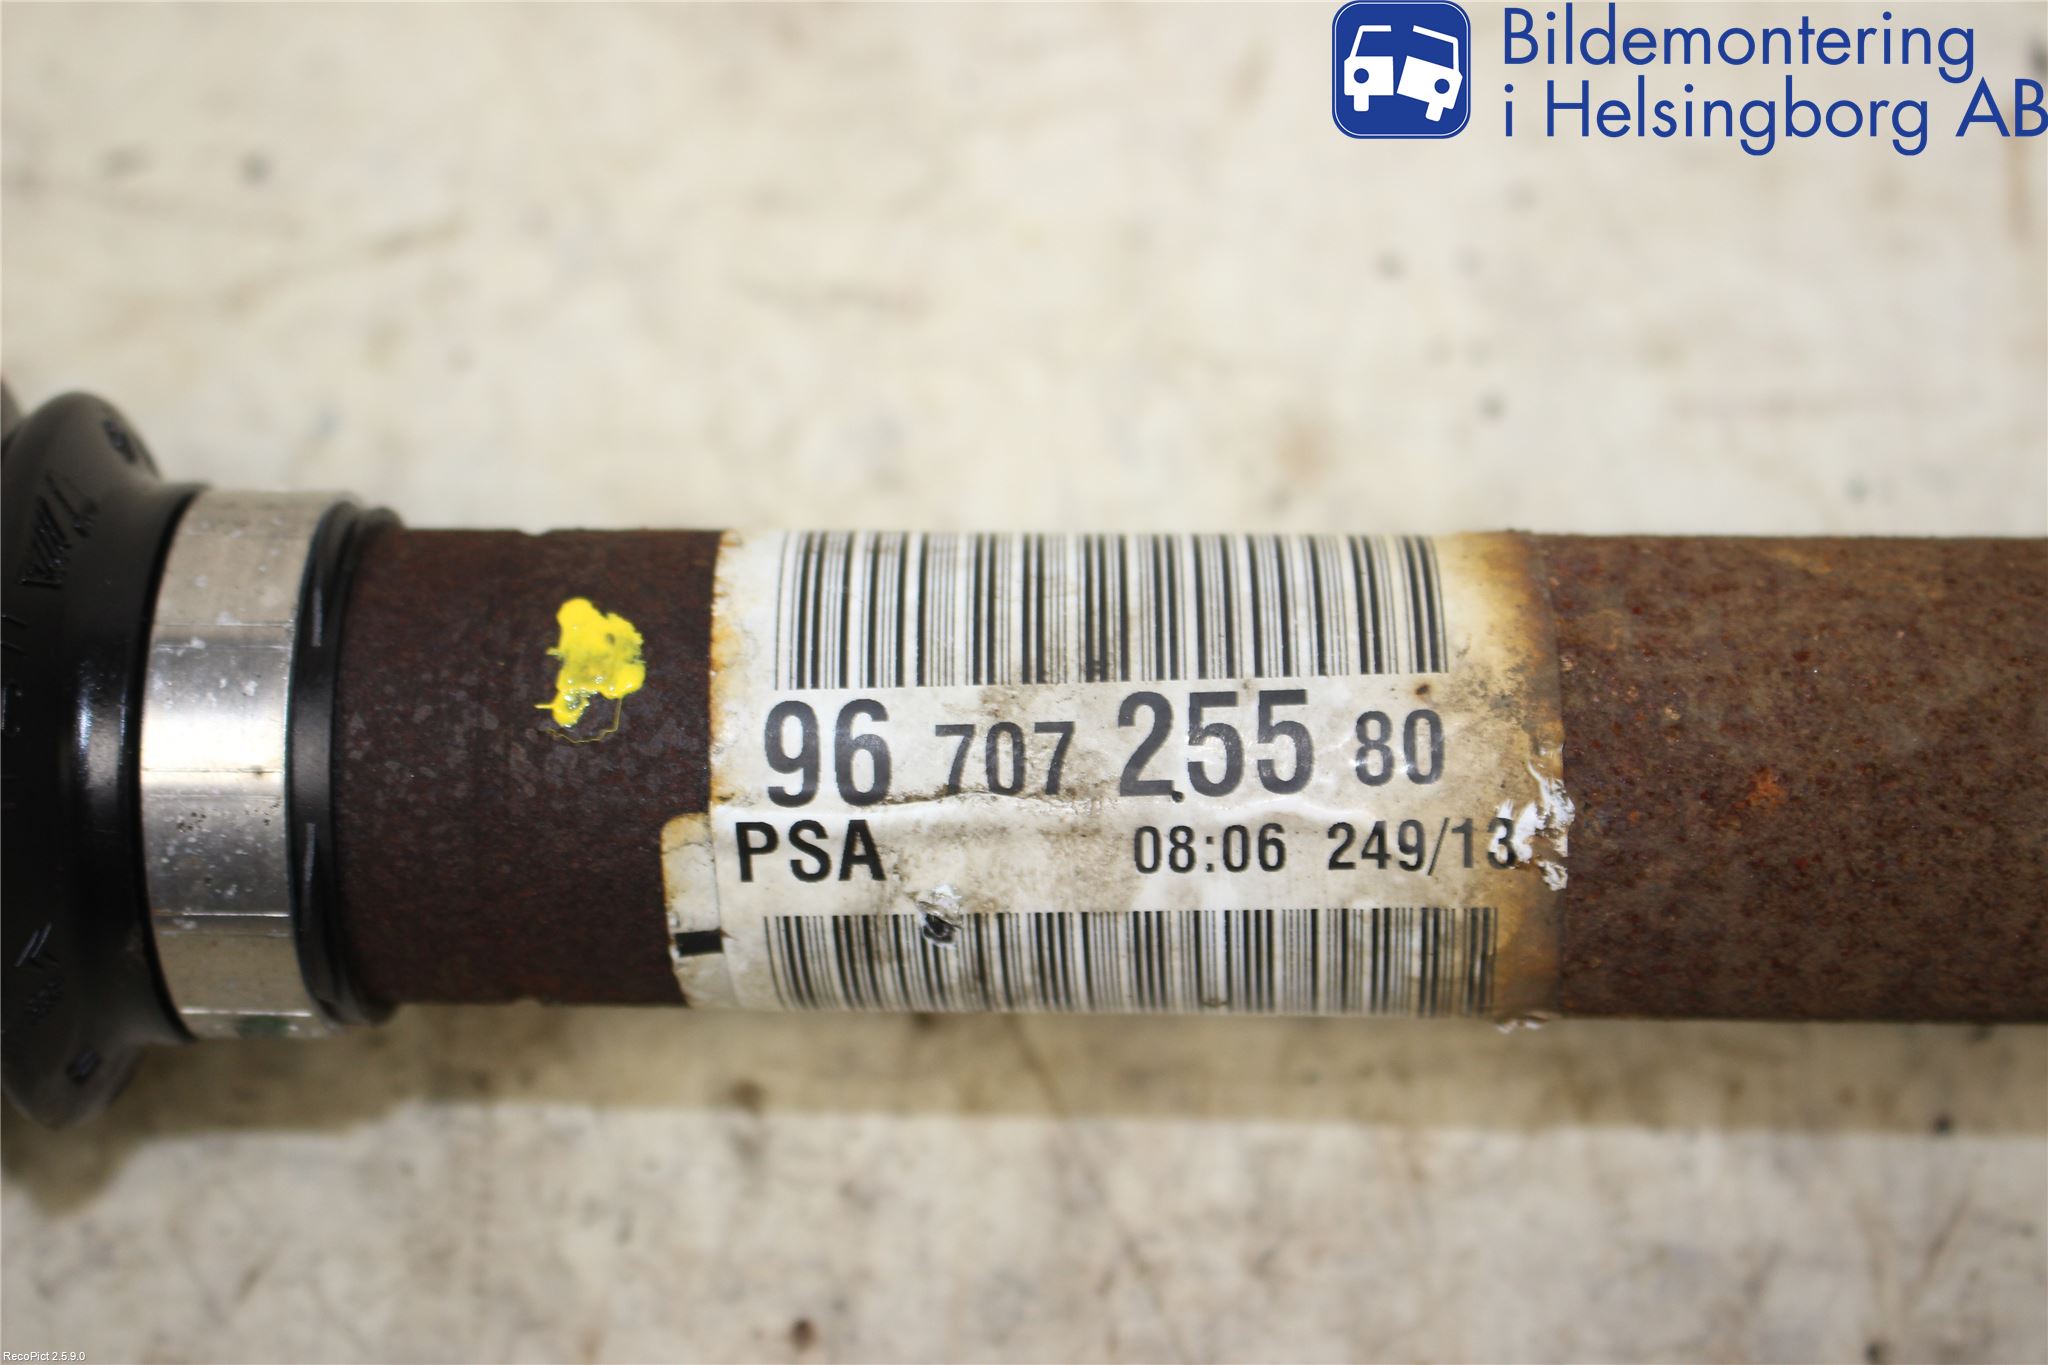 Bildemontering
i Helsingborg AB
96 707 255 80
PSA 08:06 249/13
RecoPict 2.5.9.0